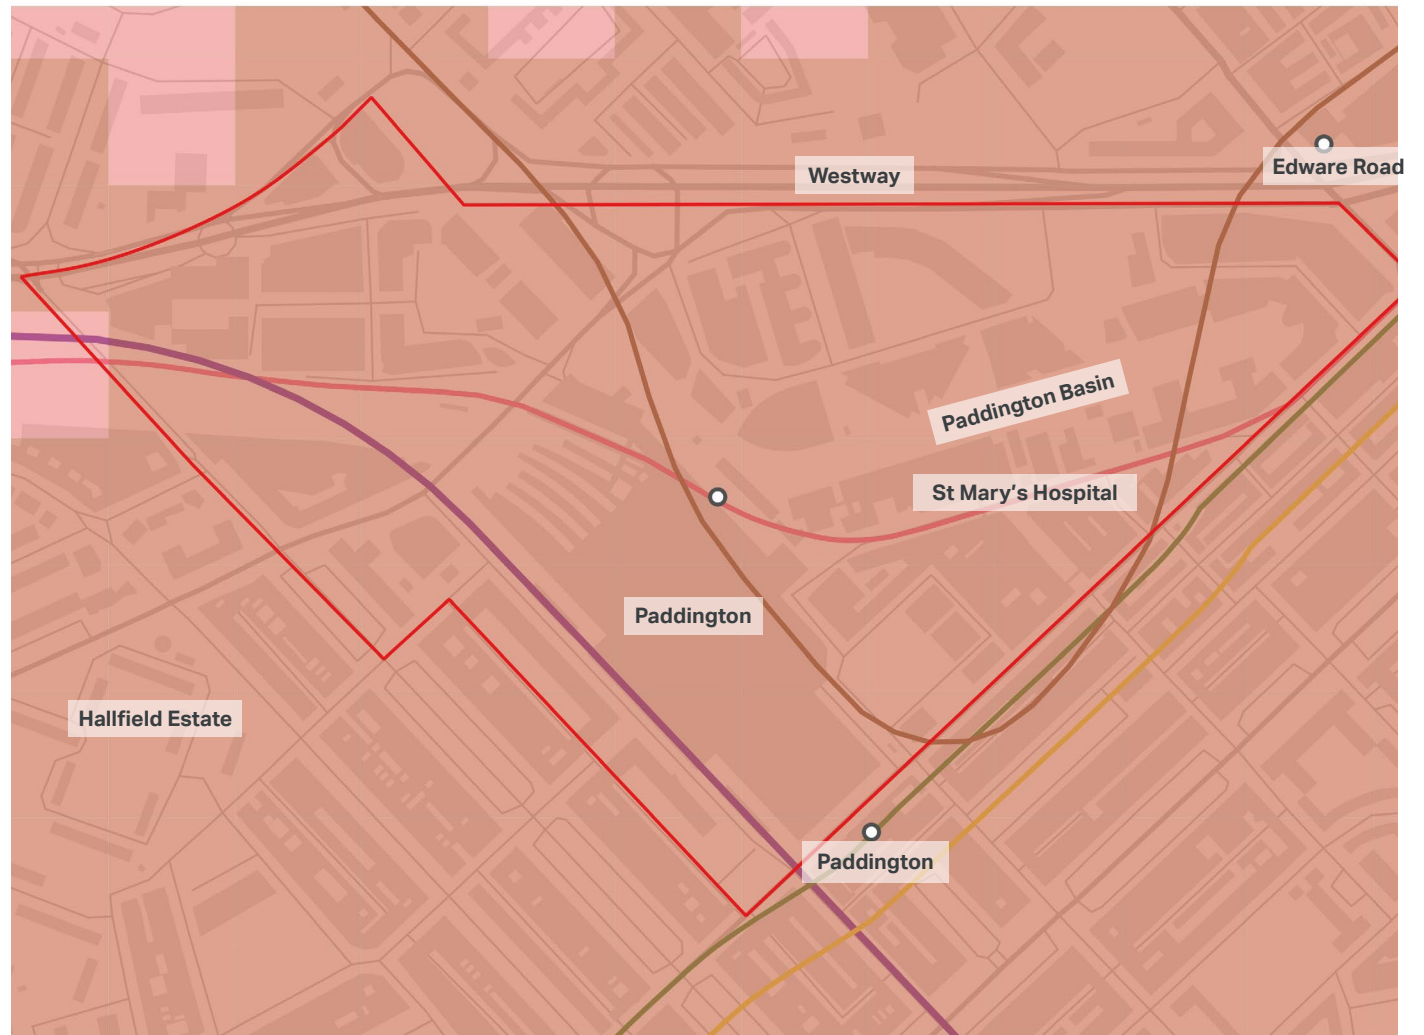 Westway
Edware Road
Paddington Basin
St Mary’s Hospital
Paddington
Hallfield Estate
Paddington